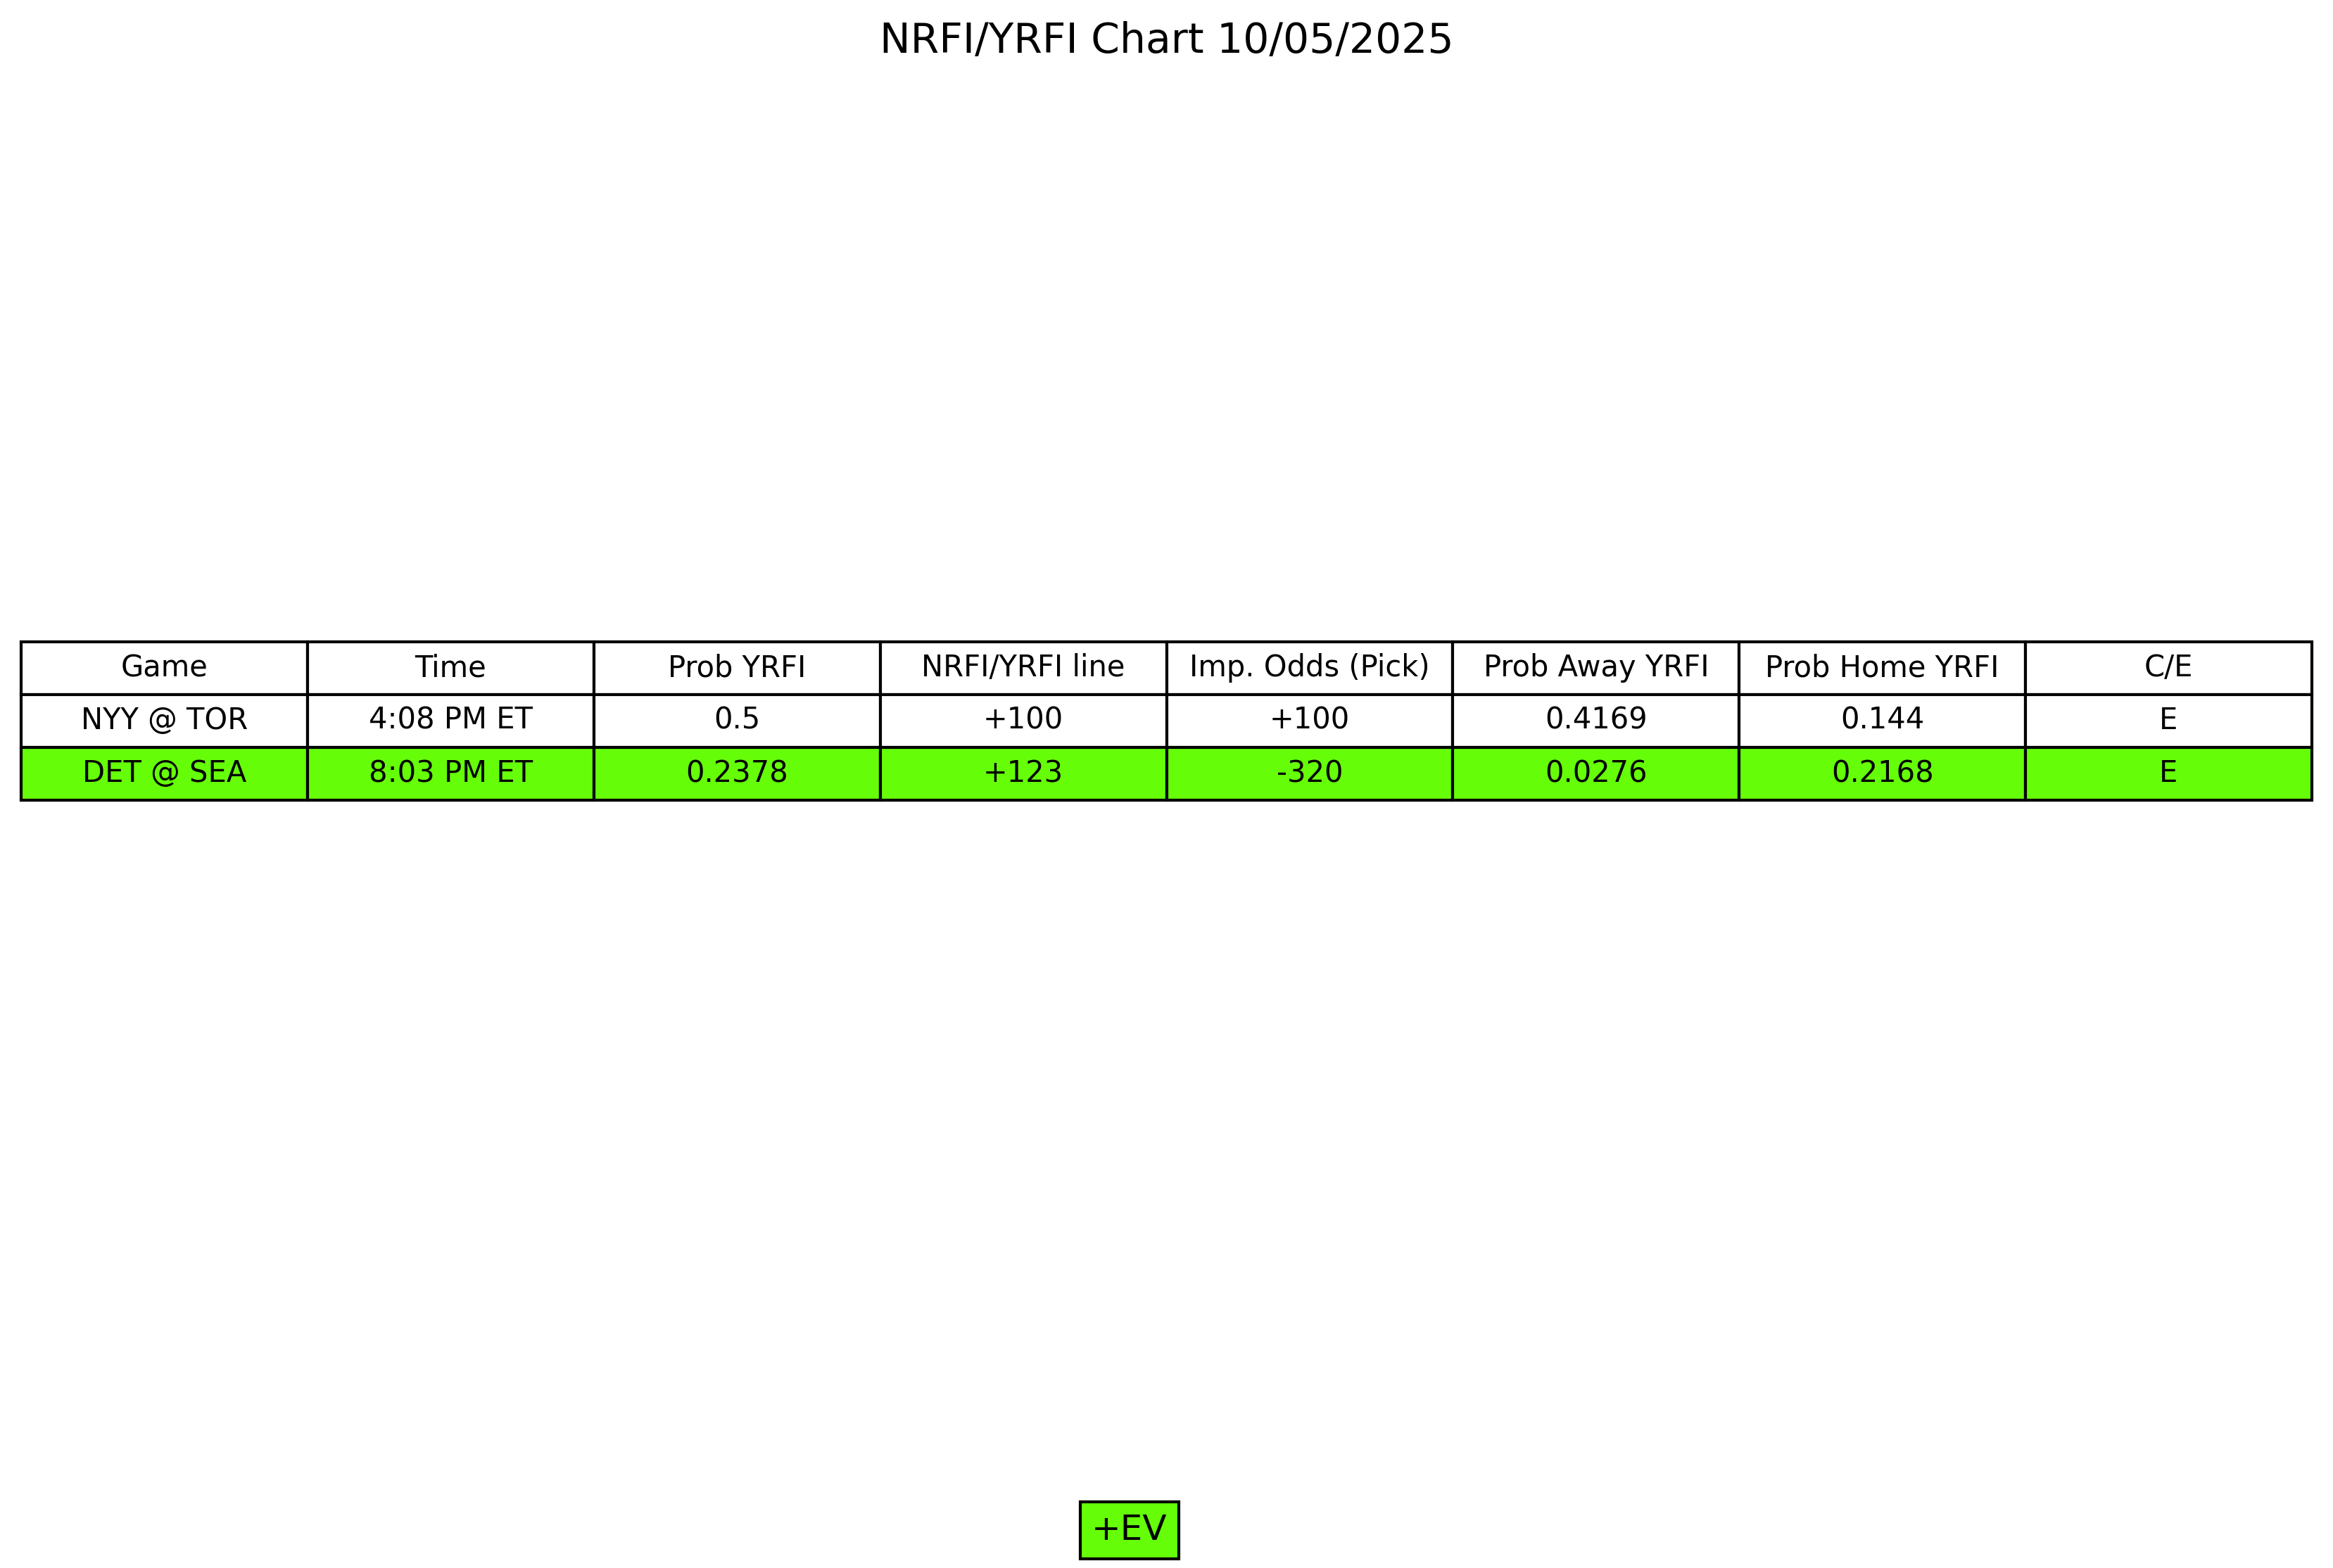 NRFI/YRFI Chart 10/05/2025
Game Time Prob YRFI NRFI/YRFI line Imp. Odds (Pick) Prob Away YRFI Prob Home YRFI C/E
NYY @ TOR 4:08 PM ET 0.5 +100 +100 0.4169 0.144 E
DET @ SEA 8:03 PM ET 0.2378 +123 -320 0.0276 0.2168 E
+EV